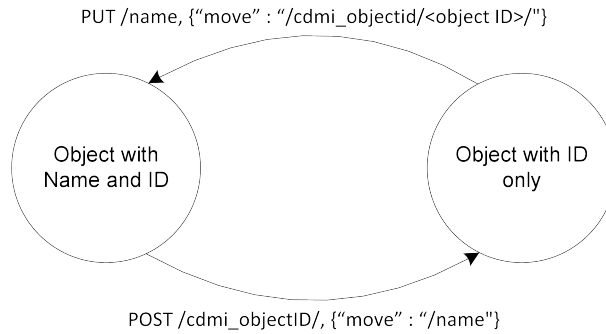 PUT /name, {“move” : “/cdmi_objectid/<object ID>/"}
Object with
Name and ID
Object with ID
only
POST /cdmi_objectID/, {“move” : “/name"}